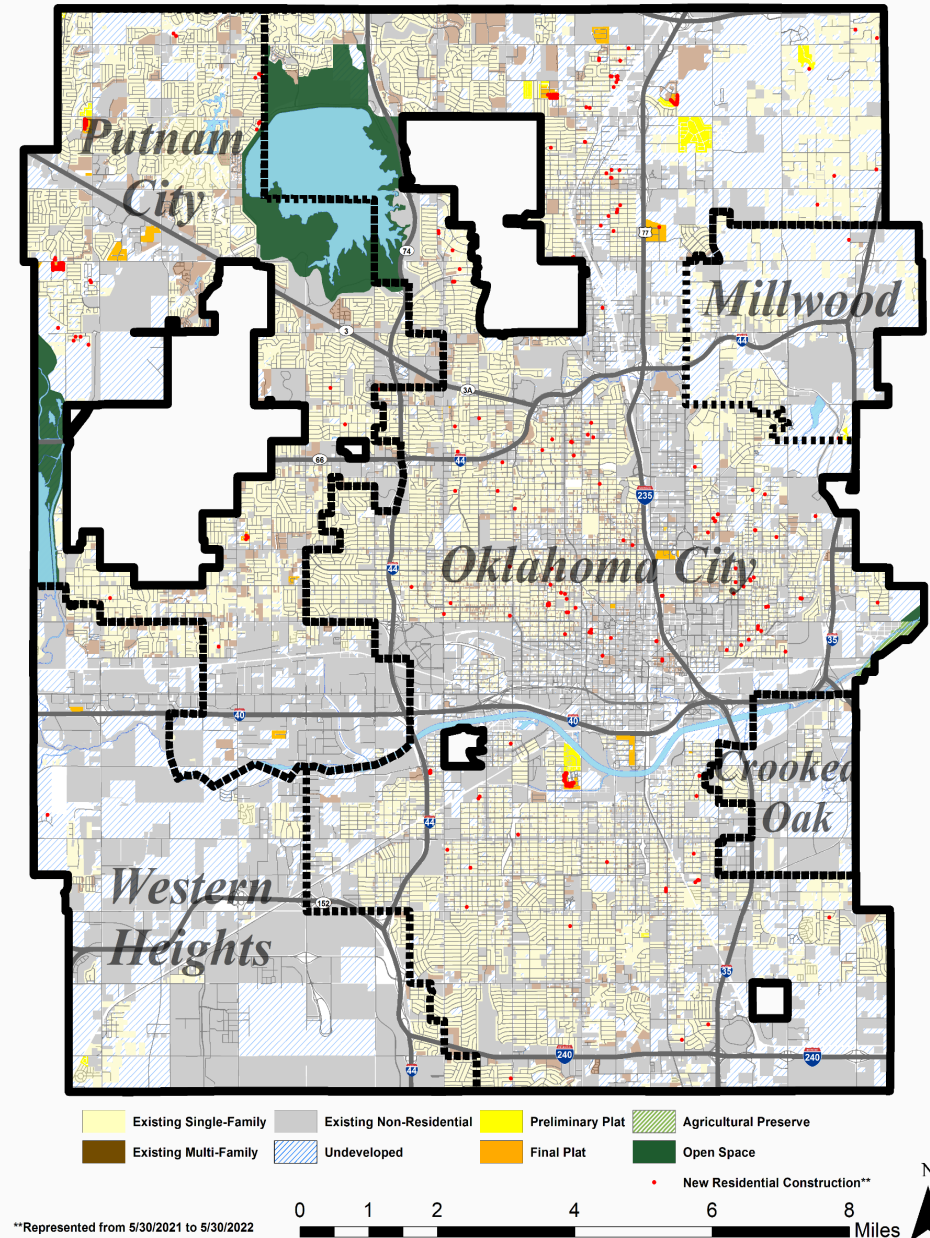 Putnam
City
74
77
Millwood
3
44
3A
66
44
235
Oklahoma City
44
35
40
40
Crooked
Oak
44
Western
152
Heights
35
240
240
44
Existing Single-Family
Existing Non-Residential
Preliminary Plat
Agricultural Preserve
Existing Multi-Family
Undeveloped
Final Plat
Open Space
New Residential Construction**
N
**Represented from 5/30/2021 to 5/30/2022
0 1 2 4 6 8 Miles